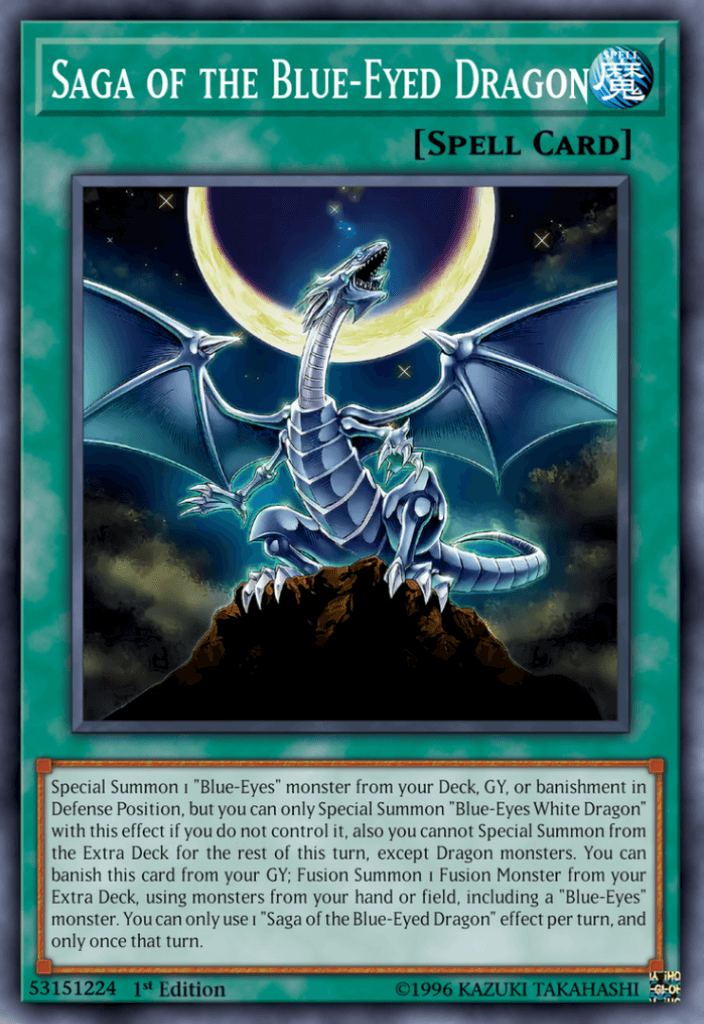 Saga of the Blue-Eyed Dragon
SPELL
魔
[Spell Card]
Special Summon 1 "Blue-Eyes" monster from your Deck, GY, or banishment in
Defense Position, but you can only Special Summon "Blue-Eyes White Dragon"
with this effect if you do not control it, also you cannot Special Summon from
the Extra Deck for the rest of this turn, except Dragon monsters. You can
banish this card from your GY; Fusion Summon 1 Fusion Monster from your
Extra Deck, using monsters from your hand or field, including a "Blue-Eyes"
monster. You can only use 1 "Saga of the Blue-Eyed Dragon" effect per turn, and
only once that turn.
53151224 1st Edition
©1996 KAZUKI TAKAHASHI